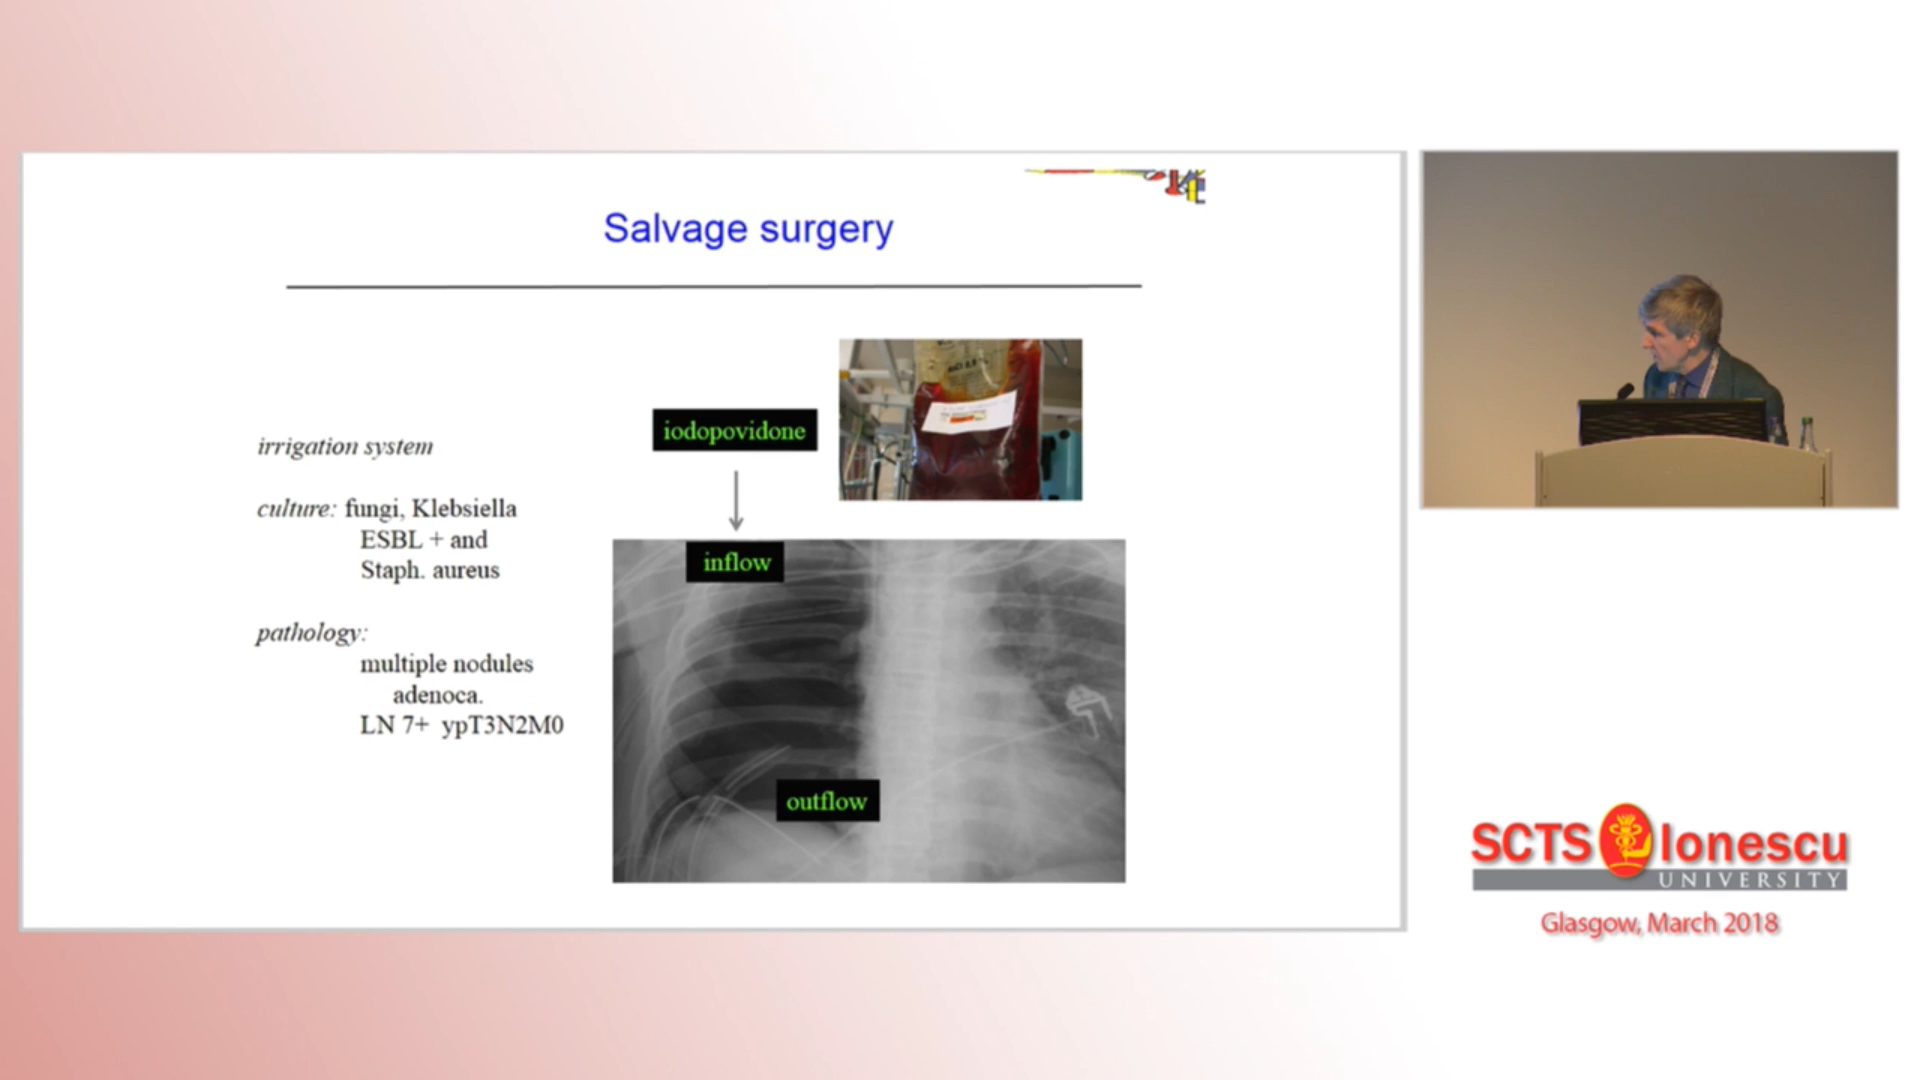 Salvage surgery
irrigation system
culture: fungi, Klebsiella
ESBL + and
Staph. aureus
pathology:
multiple nodules
adenoca.
LN 7+ ypT3N2M0
iodopovidone
inflow
outflow
SCTS Ionescu
UNIVERSITY
Glasgow, March 2018